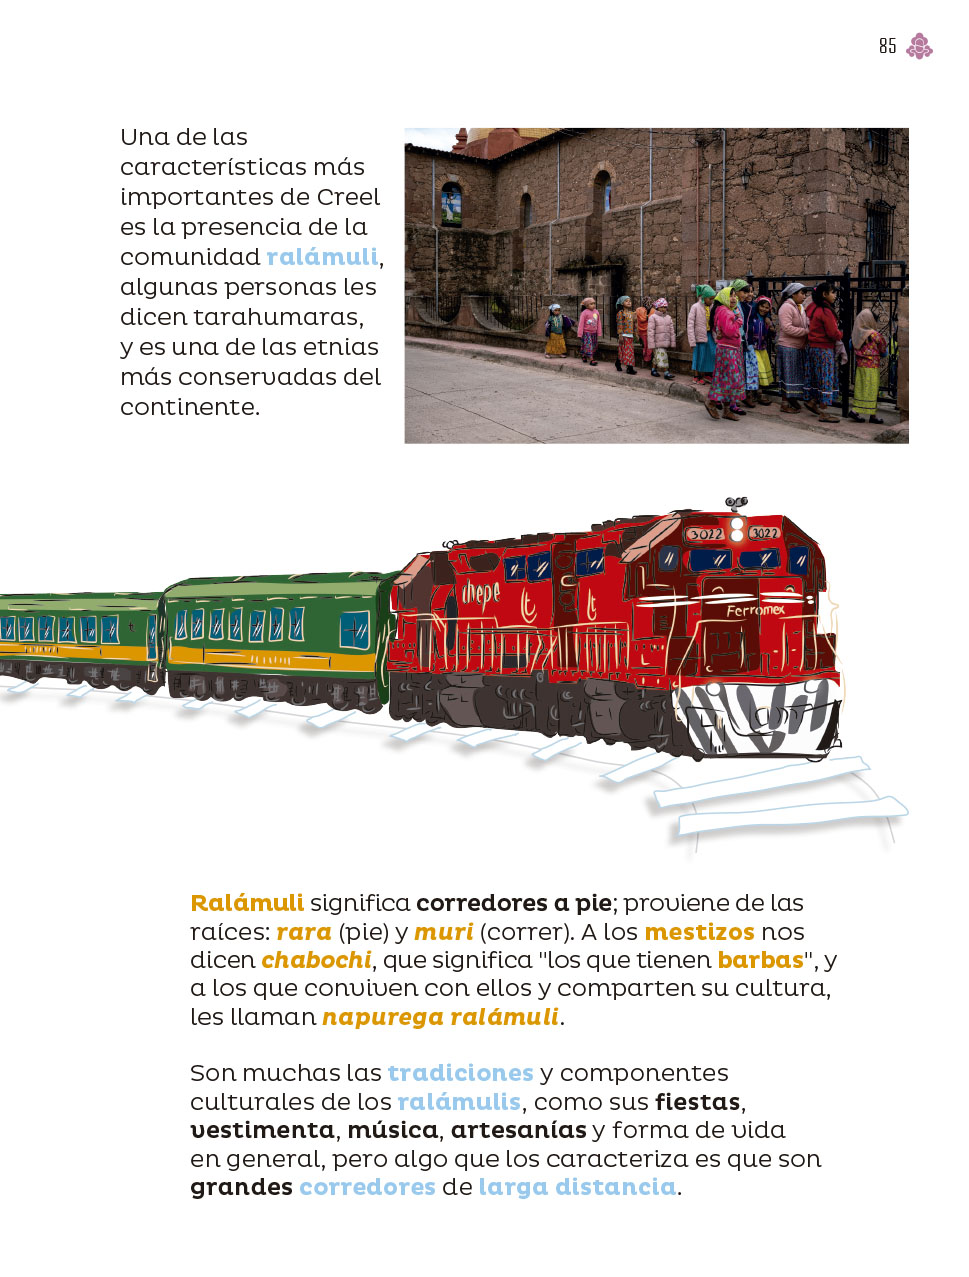 85
Una de las
características más
importantes de Creel
es la presencia de la
comunidad ralámuli,
algunas personas les
dicen tarahumaras,
y es una de las etnias
más conservadas del
continente.
3022
3022
chepe
Ferromex
Ralámuli significa corredores a pie; proviene de las
raíces: rara (pie) y muri (correr). A los mestizos nos
dicen chabochi, que significa "los que tienen barbas", y
a los que conviven con ellos y comparten su cultura,
les llaman napurega ralámuli.
Son muchas las tradiciones y componentes
culturales de los ralámulis, como sus fiestas,
vestimenta, música, artesanías y forma de vida
en general, pero algo que los caracteriza es que son
grandes corredores de larga distancia.